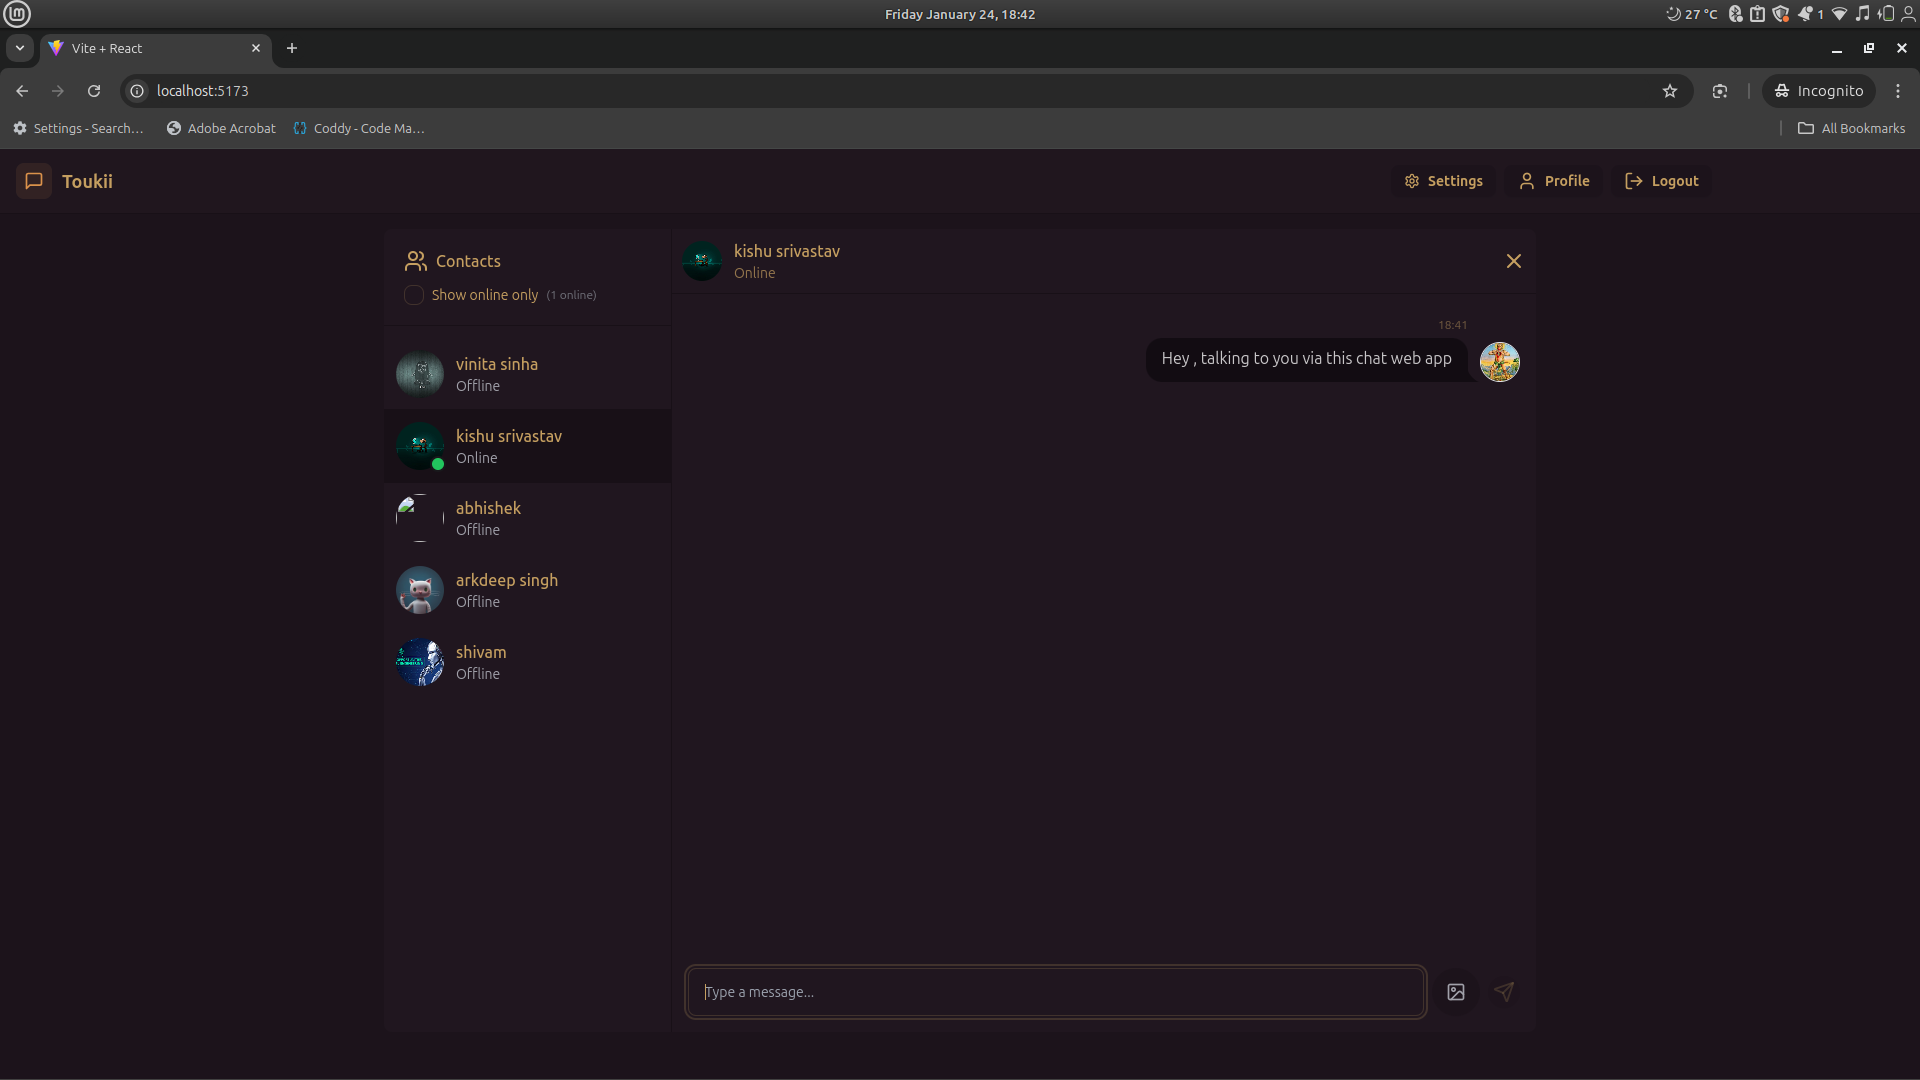 Friday January 24, 18:42
27 °C
1
Vite + React
localhost:5173
Incognito
Settings - Search…
Adobe Acrobat
Coddy - Code Ma…
All Bookmarks
Toukii
Settings
Profile
Logout
Contacts
Show online only (1 online)
vinita sinha
Offline
kishu srivastav
Online
abhishek
Offline
arkdeep singh
Offline
shivam
Offline
kishu srivastav
Online
18:41
Hey , talking to you via this chat web app
Type a message...